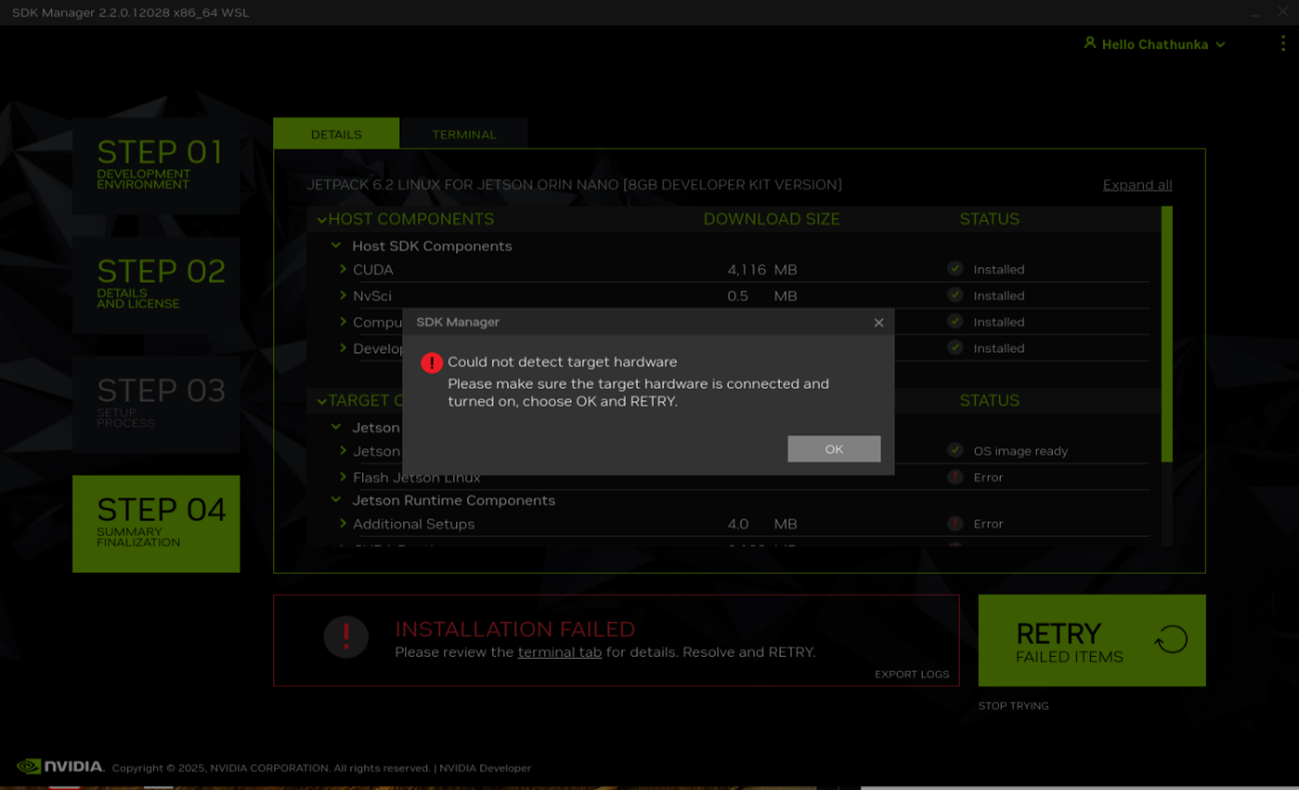 SDK Manager 2.2.0.12028 x86_64 WSL
Hello Chathunka
STEP 01
DEVELOPMENT
ENVIRONMENT
STEP 02
DETAILS
AND LICENSE
STEP 03
SETUP
PROCESS
STEP 04
SUMMARY
FINALIZATION
DETAILS TERMINAL
JETPACK 6.2 LINUX FOR JETSON ORIN NANO [8GB DEVELOPER KIT VERSION] Expand all
HOST COMPONENTS DOWNLOAD SIZE STATUS
Host SDK Components
CUDA 4,116 MB Installed
NvSci 0.5 MB Installed
Compu Installed
Develop Installed
TARGET C STATUS
Jetson
Jetson OS image ready
Flash Jetson Linux Error
Jetson Runtime Components
Additional Setups 4.0 MB Error
SDK Manager
Could not detect target hardware
Please make sure the target hardware is connected and
turned on, choose OK and RETRY.
OK
INSTALLATION FAILED
Please review the terminal tab for details. Resolve and RETRY.
EXPORT LOGS
RETRY
FAILED ITEMS
STOP TRYING
NVIDIA. Copyright © 2025, NVIDIA CORPORATION. All rights reserved. | NVIDIA Developer